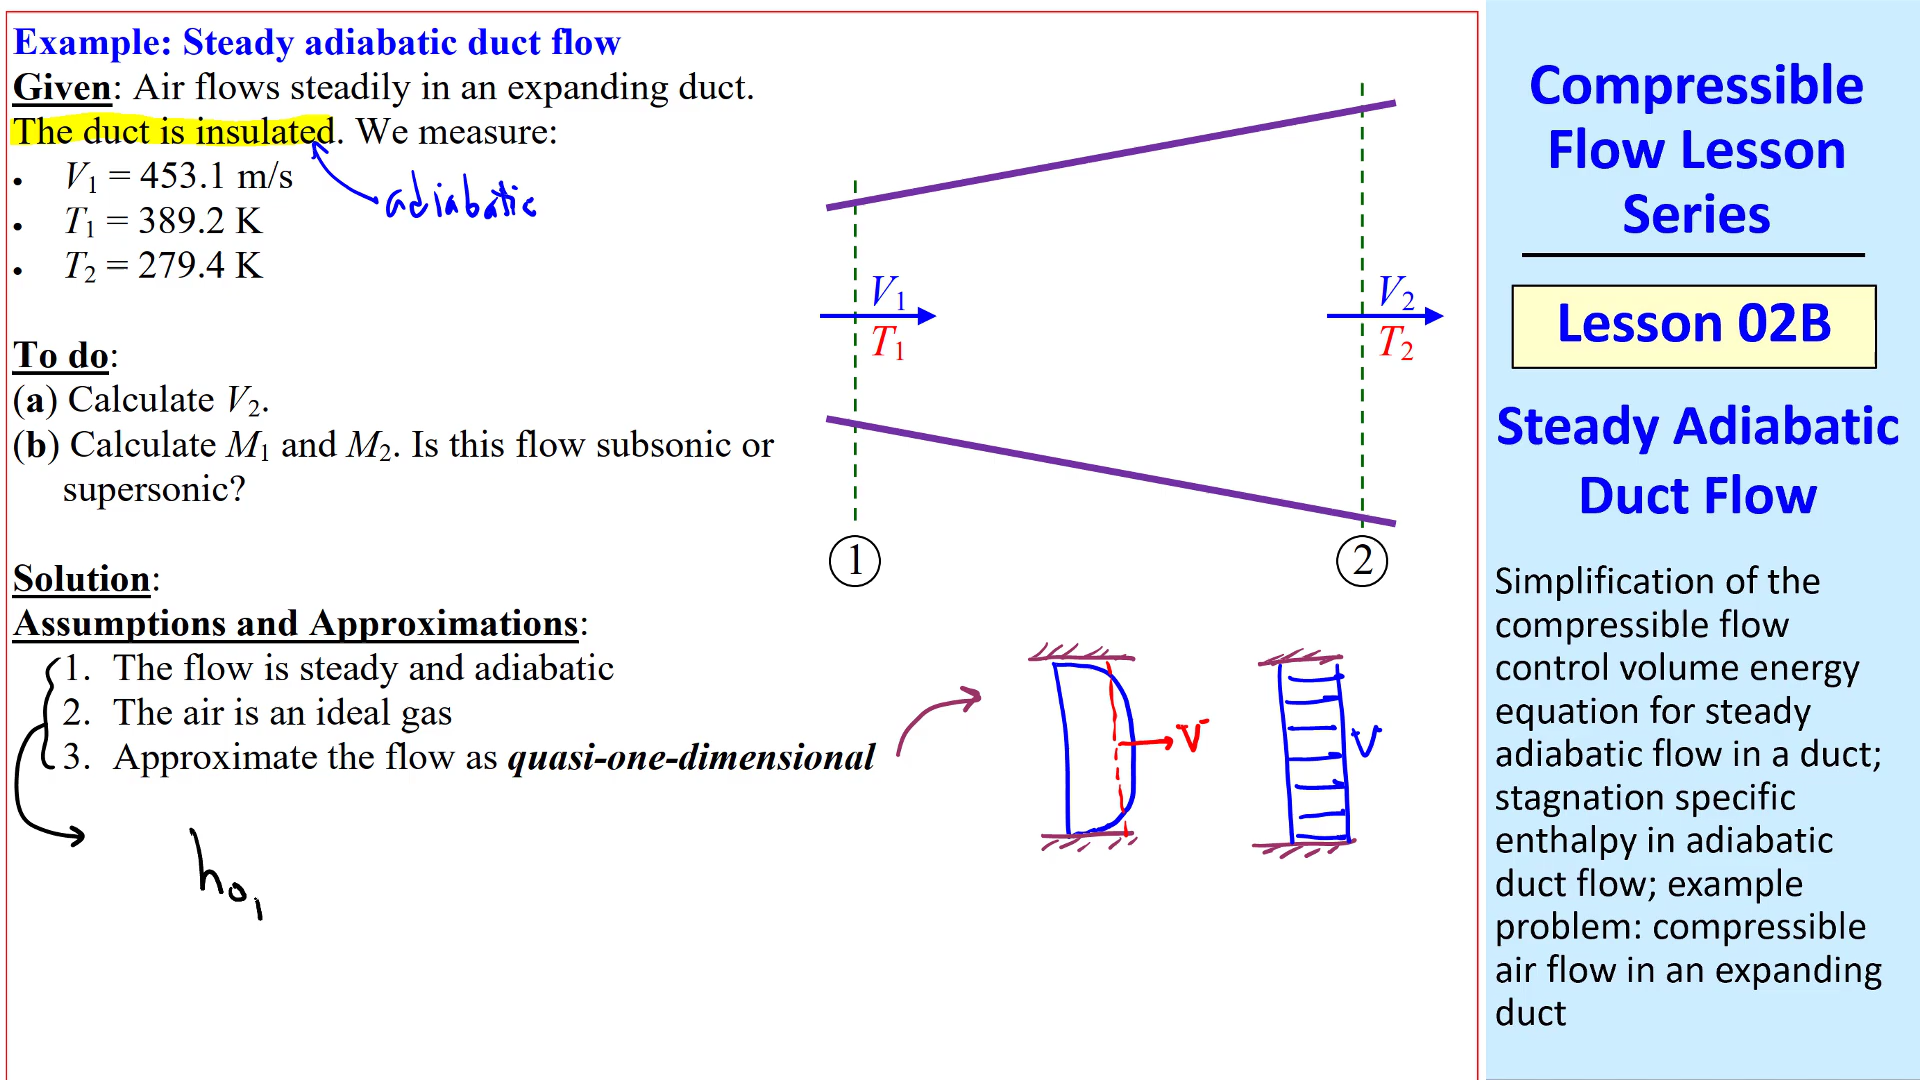 Example: Steady adiabatic duct flow
Given: Air flows steadily in an expanding duct.
The duct is insulated. We measure:
• V₁ = 453.1 m/s
adiabatic
• T₁ = 389.2 K
• T₂ = 279.4 K
To do:
(a) Calculate V₂.
(b) Calculate M₁ and M₂. Is this flow subsonic or
supersonic?
Solution:
Assumptions and Approximations:
1. The flow is steady and adiabatic
2. The air is an ideal gas
3. Approximate the flow as quasi-one-dimensional
h₀₁
V₁
T₁
V₂
T₂
1
2
V
V
Compressible
Flow Lesson
Series
Lesson 02B
Steady Adiabatic
Duct Flow
Simplification of the
compressible flow
control volume energy
equation for steady
adiabatic flow in a duct;
stagnation specific
enthalpy in adiabatic
duct flow; example
problem: compressible
air flow in an expanding
duct